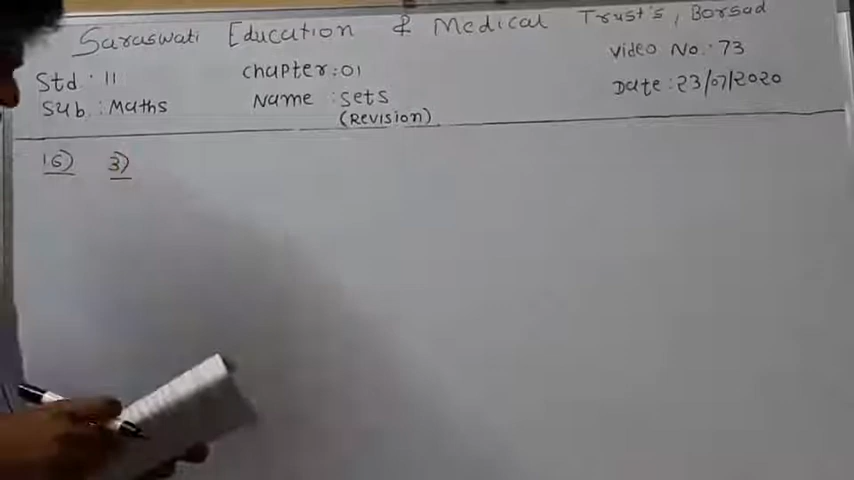 Saraswati Education & Medical Trust's, Borsad
Std : 11 Chapter : 01 Video No. : 73
Sub. : Maths Name : Sets Date : 23/07/2020
(Revision)
16) 3)